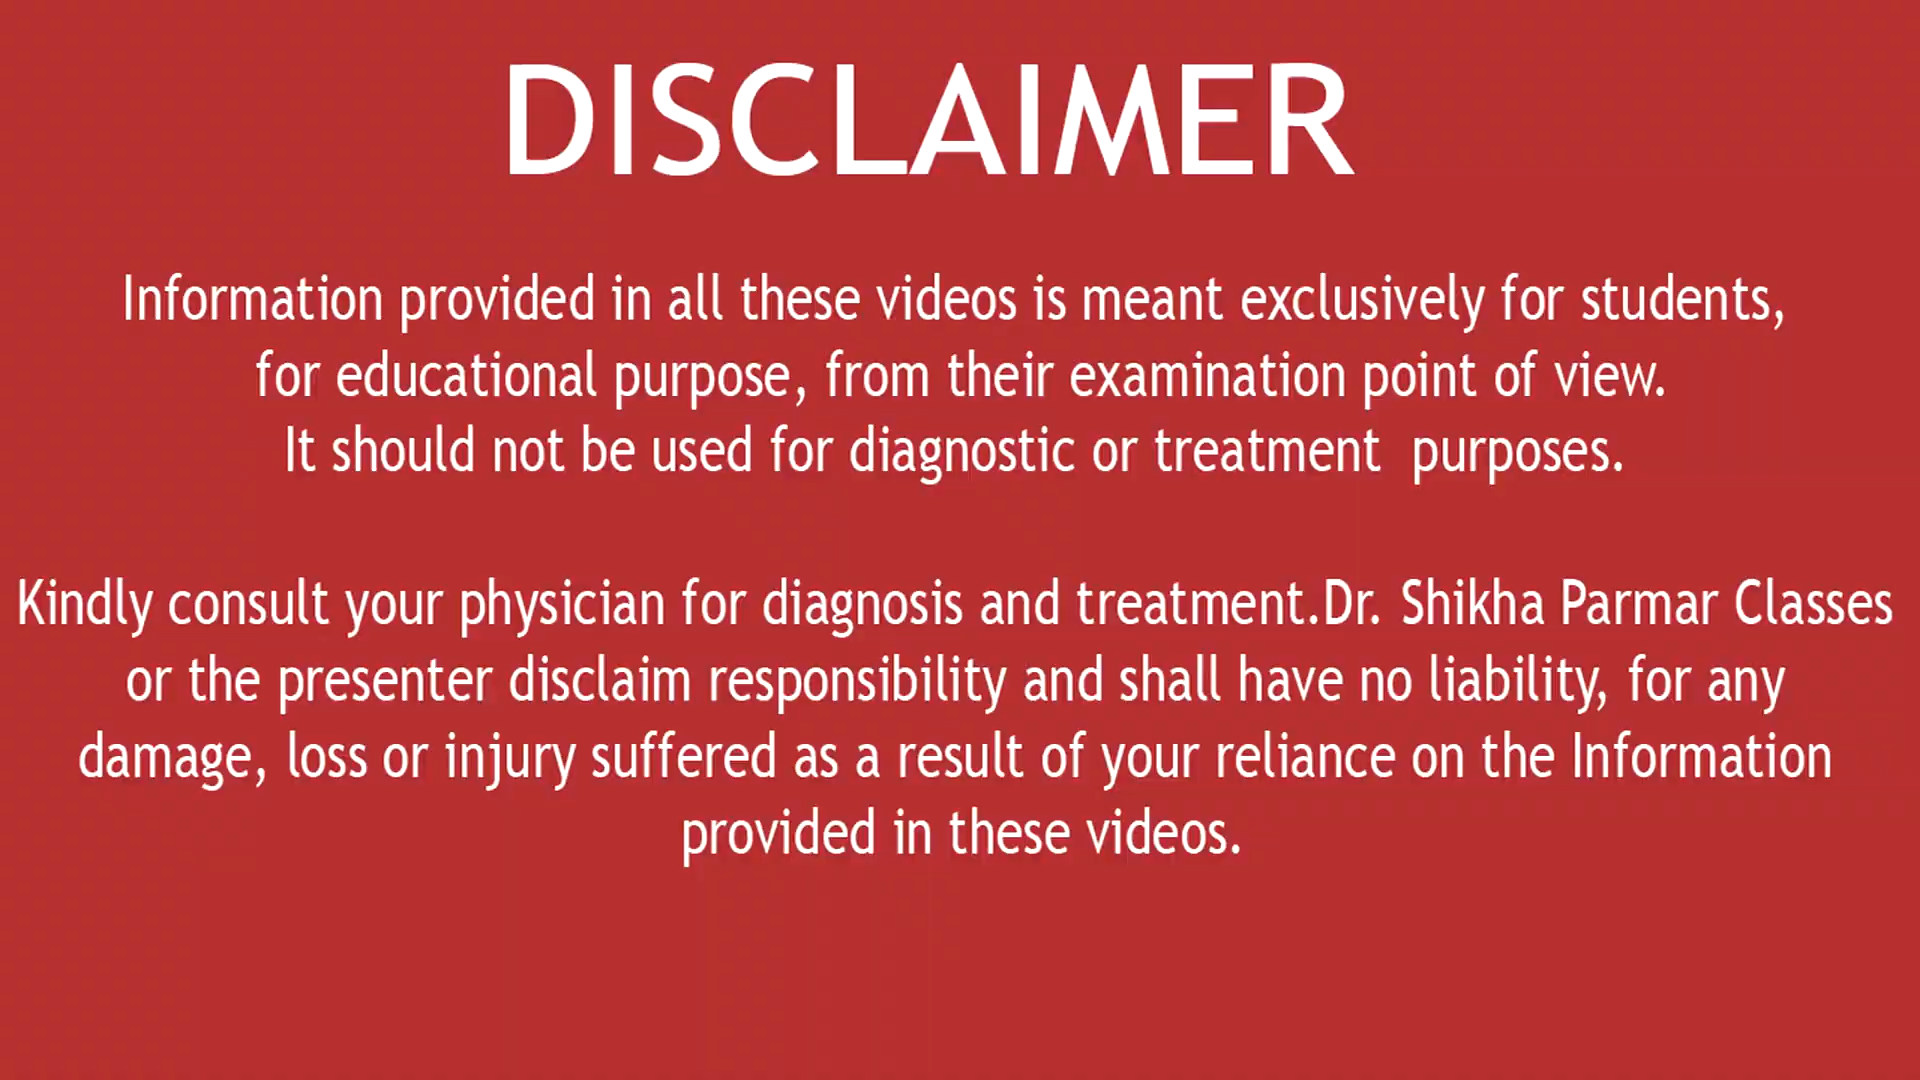 DISCLAIMER
Information provided in all these videos is meant exclusively for students,
for educational purpose, from their examination point of view.
It should not be used for diagnostic or treatment  purposes.
Kindly consult your physician for diagnosis and treatment.Dr. Shikha Parmar Classes
or the presenter disclaim responsibility and shall have no liability, for any
damage, loss or injury suffered as a result of your reliance on the Information
provided in these videos.